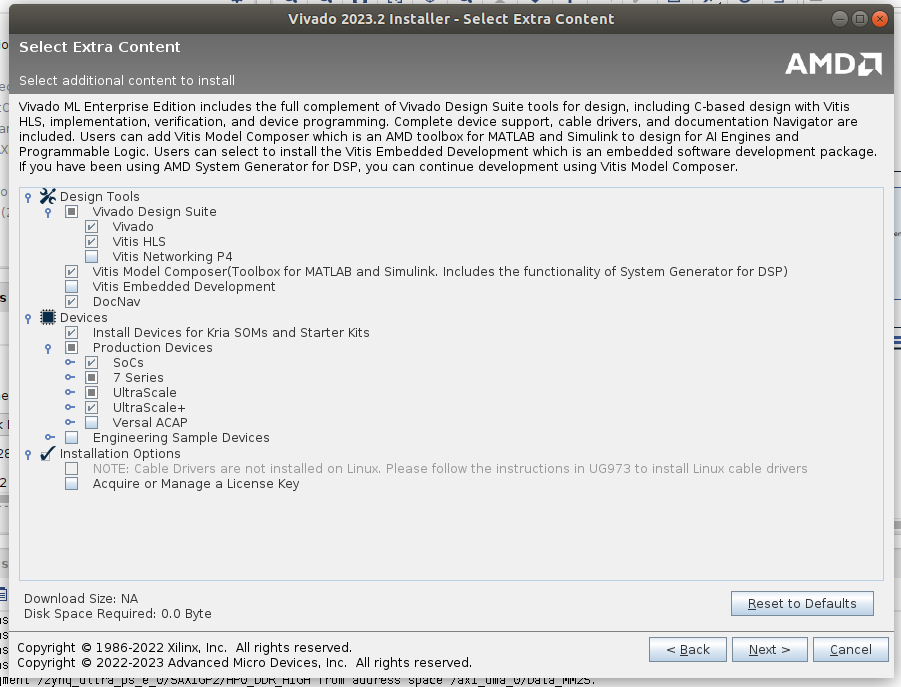 Vivado 2023.2 Installer - Select Extra Content
Select Extra Content
Select additional content to install
AMD
Vivado ML Enterprise Edition includes the full complement of Vivado Design Suite tools for design, including C-based design with Vitis
HLS, implementation, verification, and device programming. Complete device support, cable drivers, and documentation Navigator are
included. Users can add Vitis Model Composer which is an AMD toolbox for MATLAB and Simulink to design for AI Engines and
Programmable Logic. Users can select to install the Vitis Embedded Development which is an embedded software development package.
If you have been using AMD System Generator for DSP, you can continue development using Vitis Model Composer.
Design Tools
Vivado Design Suite
Vivado
Vitis HLS
Vitis Networking P4
Vitis Model Composer(Toolbox for MATLAB and Simulink. Includes the functionality of System Generator for DSP)
Vitis Embedded Development
DocNav
Devices
Install Devices for Kria SOMs and Starter Kits
Production Devices
SoCs
7 Series
UltraScale
UltraScale+
Versal ACAP
Engineering Sample Devices
Installation Options
NOTE: Cable Drivers are not installed on Linux. Please follow the instructions in UG973 to install Linux cable drivers
Acquire or Manage a License Key
Download Size: NA
Disk Space Required: 0.0 Byte
Reset to Defaults
Copyright © 1986-2022 Xilinx, Inc. All rights reserved.
Copyright © 2022-2023 Advanced Micro Devices, Inc. All rights reserved.
< Back
Next >
Cancel